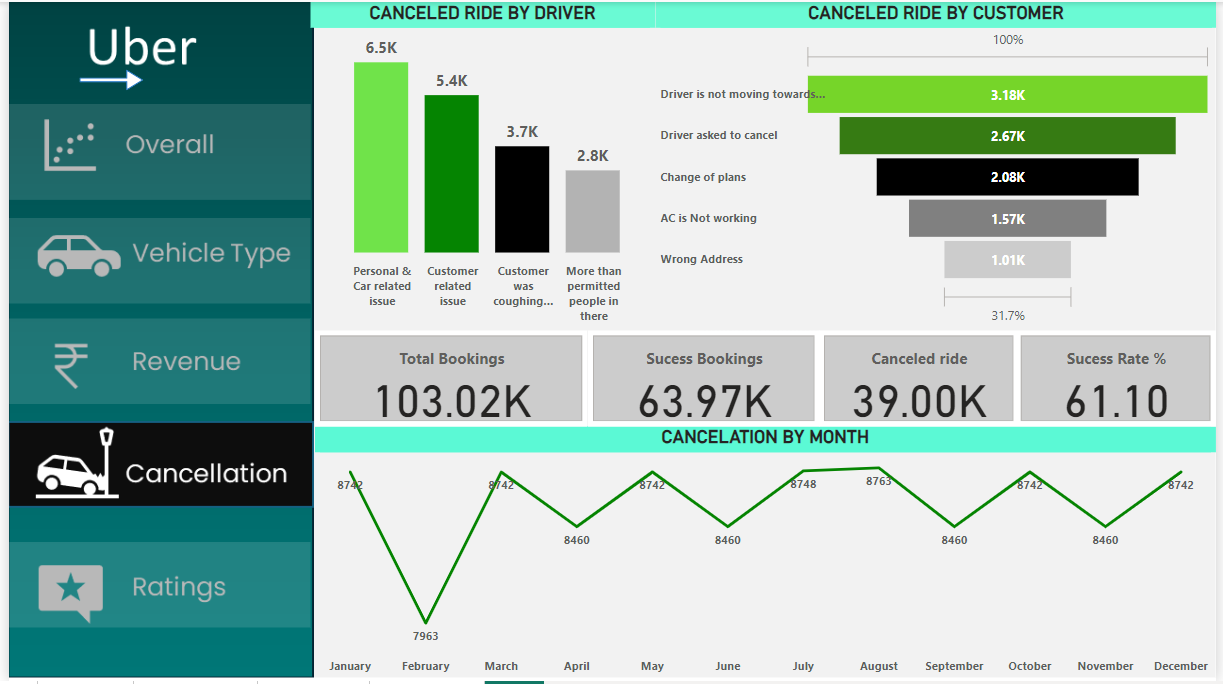 Uber
Overall
Vehicle Type
Revenue
Cancellation
Ratings
CANCELED RIDE BY DRIVER
6.5K
5.4K
3.7K
2.8K
Personal &
Car related
issue
Customer
related
issue
Customer
was
coughing...
More than
permitted
people in
there
CANCELED RIDE BY CUSTOMER
100%
Driver is not moving towards...
3.18K
Driver asked to cancel
2.67K
Change of plans
2.08K
AC is Not working
1.57K
Wrong Address
1.01K
31.7%
Total Bookings
103.02K
Sucess Bookings
63.97K
Canceled ride
39.00K
Sucess Rate %
61.10
CANCELATION BY MONTH
8742
7963
8742
8460
8742
8460
8748
8763
8460
8742
8460
8742
January
February
March
April
May
June
July
August
September
October
November
December